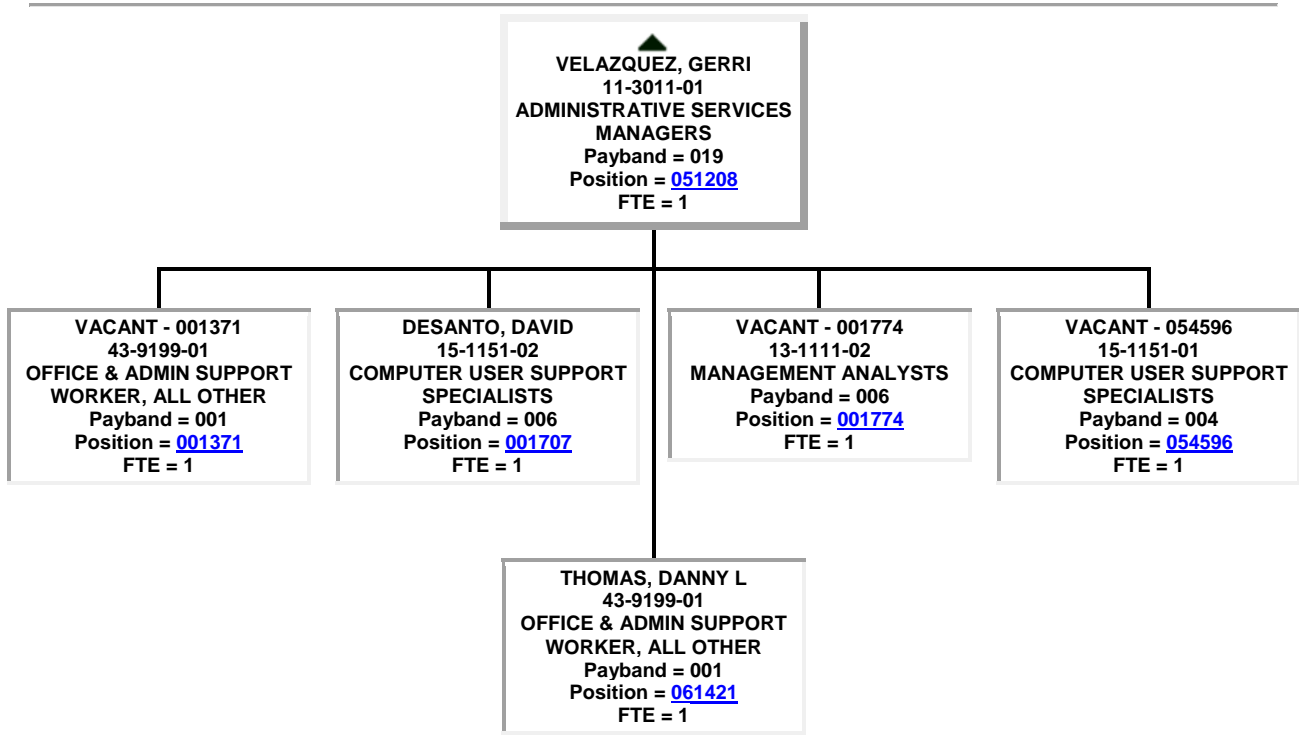 VELAZQUEZ, GERRI
11-3011-01
ADMINISTRATIVE SERVICES
MANAGERS
Payband = 019
Position = 051208
FTE = 1
VACANT - 001371
43-9199-01
OFFICE & ADMIN SUPPORT
WORKER, ALL OTHER
Payband = 001
Position = 001371
FTE = 1
DESANTO, DAVID
15-1151-02
COMPUTER USER SUPPORT
SPECIALISTS
Payband = 006
Position = 001707
FTE = 1
VACANT - 001774
13-1111-02
MANAGEMENT ANALYSTS
Payband = 006
Position = 001774
FTE = 1
VACANT - 054596
15-1151-01
COMPUTER USER SUPPORT
SPECIALISTS
Payband = 004
Position = 054596
FTE = 1
THOMAS, DANNY L
43-9199-01
OFFICE & ADMIN SUPPORT
WORKER, ALL OTHER
Payband = 001
Position = 061421
FTE = 1